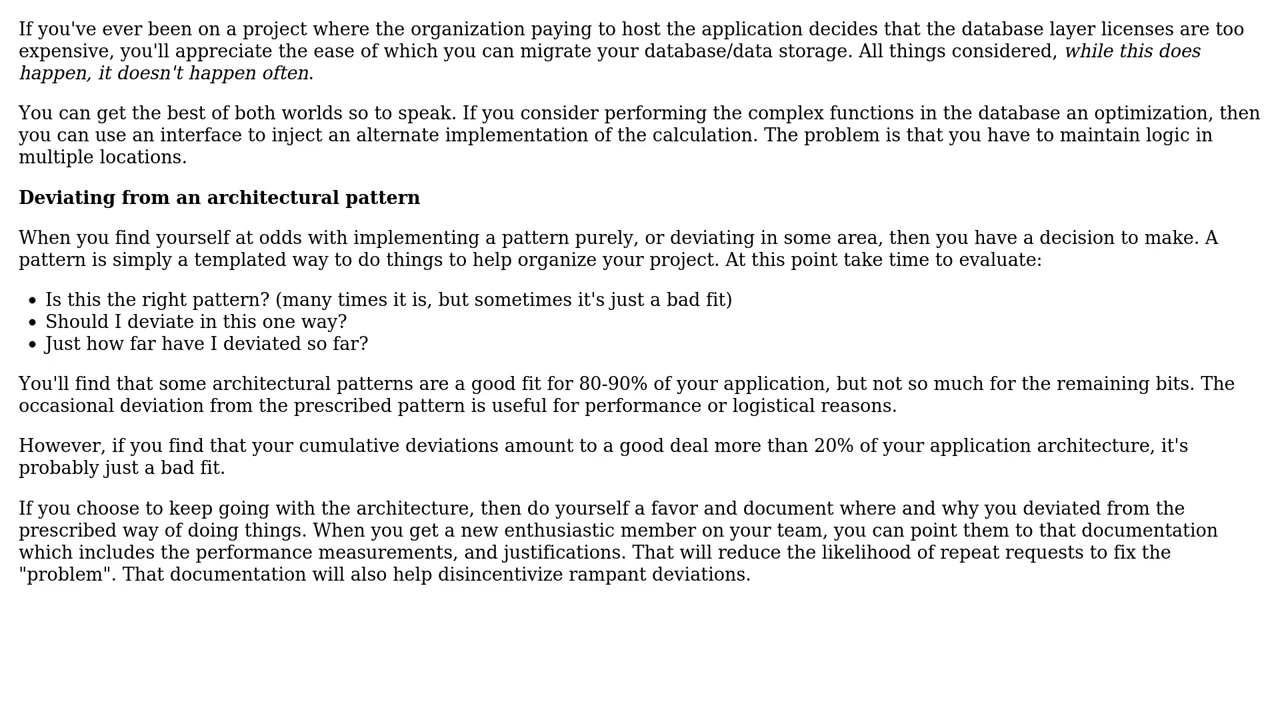 If you've ever been on a project where the organization paying to host the application decides that the database layer licenses are too
expensive, you'll appreciate the ease of which you can migrate your database/data storage. All things considered, while this does
happen, it doesn't happen often.
You can get the best of both worlds so to speak. If you consider performing the complex functions in the database an optimization, then
you can use an interface to inject an alternate implementation of the calculation. The problem is that you have to maintain logic in
multiple locations.
Deviating from an architectural pattern
When you find yourself at odds with implementing a pattern purely, or deviating in some area, then you have a decision to make. A
pattern is simply a templated way to do things to help organize your project. At this point take time to evaluate:
• Is this the right pattern? (many times it is, but sometimes it's just a bad fit)
• Should I deviate in this one way?
• Just how far have I deviated so far?
You'll find that some architectural patterns are a good fit for 80-90% of your application, but not so much for the remaining bits. The
occasional deviation from the prescribed pattern is useful for performance or logistical reasons.
However, if you find that your cumulative deviations amount to a good deal more than 20% of your application architecture, it's
probably just a bad fit.
If you choose to keep going with the architecture, then do yourself a favor and document where and why you deviated from the
prescribed way of doing things. When you get a new enthusiastic member on your team, you can point them to that documentation
which includes the performance measurements, and justifications. That will reduce the likelihood of repeat requests to fix the
"problem". That documentation will also help disincentivize rampant deviations.